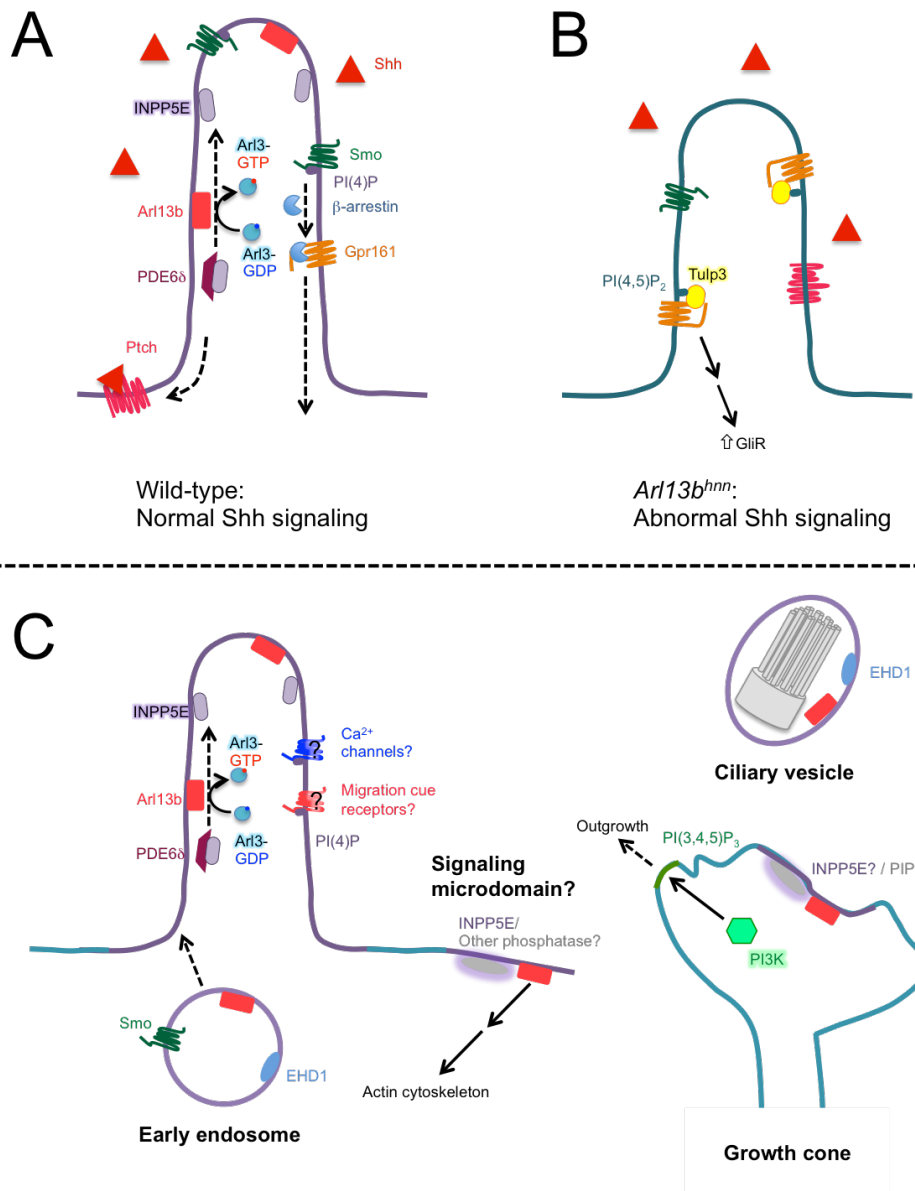 A
Shh
INPP5E
Arl3-
GTP
Smo
PI(4)P
Arl13b
β-arrestin
Arl3-
GDP
Gpr161
PDE6δ
Ptch
Wild-type:
Normal Shh signaling
B
Tulp3
PI(4,5)P2
⇧GliR
Arl13bhnn:
Abnormal Shh signaling
C
INPP5E
Arl3-
GTP
Ca2+
channels?
?
Arl13b
Migration cue
receptors?
?
Arl3-
GDP
PI(4)P
PDE6δ
Smo
EHD1
Early endosome
Signaling
microdomain?
INPP5E/
Other phosphatase?
Actin cytoskeleton
EHD1
Ciliary vesicle
Outgrowth
PI(3,4,5)P3
INPP5E? / PIP
PI3K
Growth cone